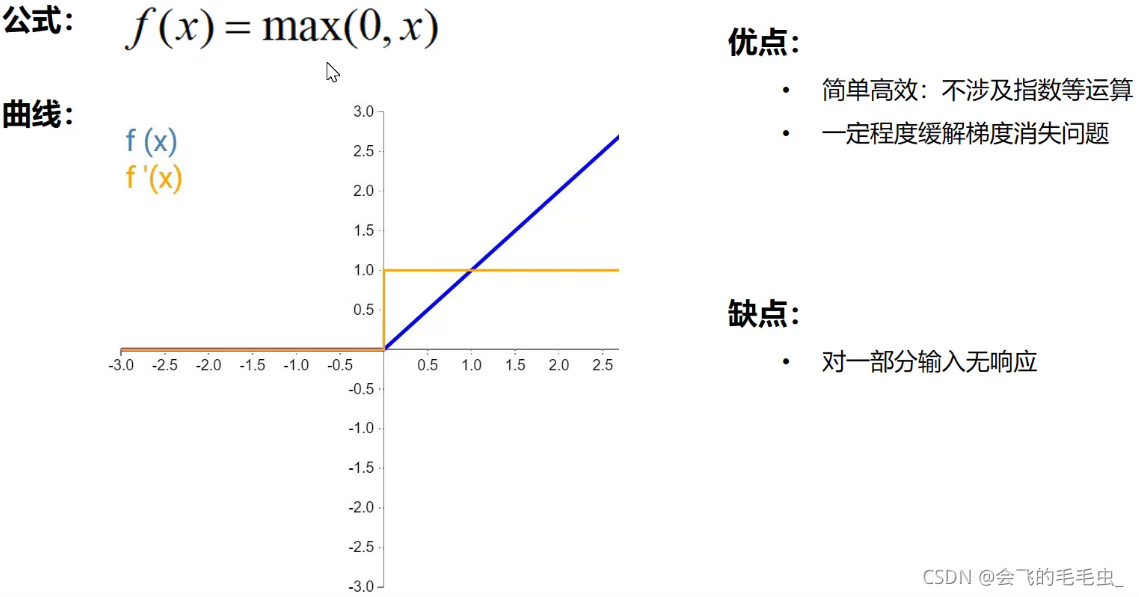 公式：
f(x) = max(0, x)
曲线：
f (x)
f '(x)
3.0
2.5
2.0
1.5
1.0
0.5
-3.0 -2.5 -2.0 -1.5 -1.0 -0.5 0.5 1.0 1.5 2.0 2.5
-0.5
-1.0
-1.5
-2.0
-2.5
-3.0
优点：
• 简单高效：不涉及指数等运算
• 一定程度缓解梯度消失问题
缺点：
• 对一部分输入无响应
CSDN @会飞的毛毛虫_